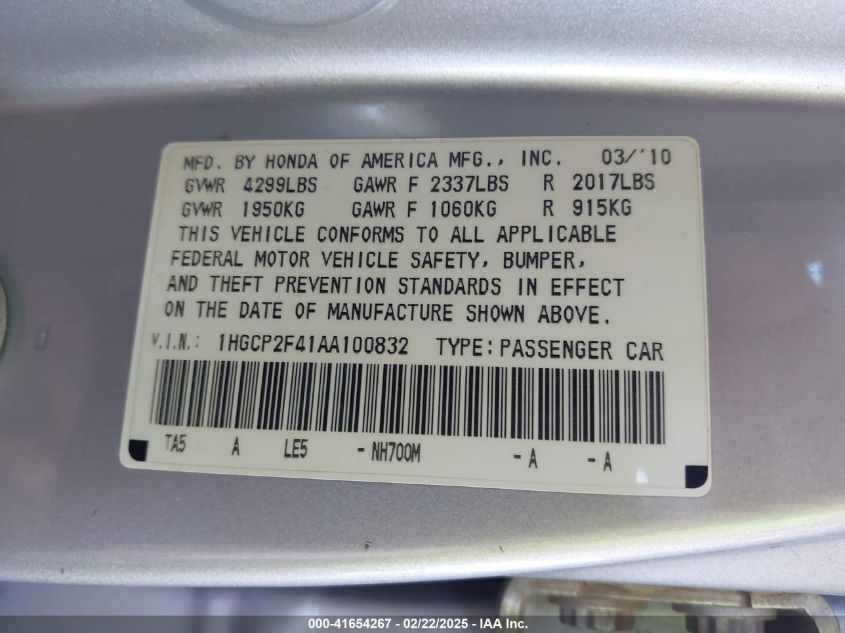 MFD. BY HONDA OF AMERICA MFG., INC. 03/'10
GVWR 4299LBS GAWR F 2337LBS R 2017LBS
GVWR 1950KG GAWR F 1060KG R 915KG
THIS VEHICLE CONFORMS TO ALL APPLICABLE
FEDERAL MOTOR VEHICLE SAFETY, BUMPER,
AND THEFT PREVENTION STANDARDS IN EFFECT
ON THE DATE OF MANUFACTURE SHOWN ABOVE.
V.I.N.: 1HGCP2F41AA100832 TYPE: PASSENGER CAR
TA5 A LE5 - NH700M - A - A
000-41654267 - 02/22/2025 - IAA Inc.